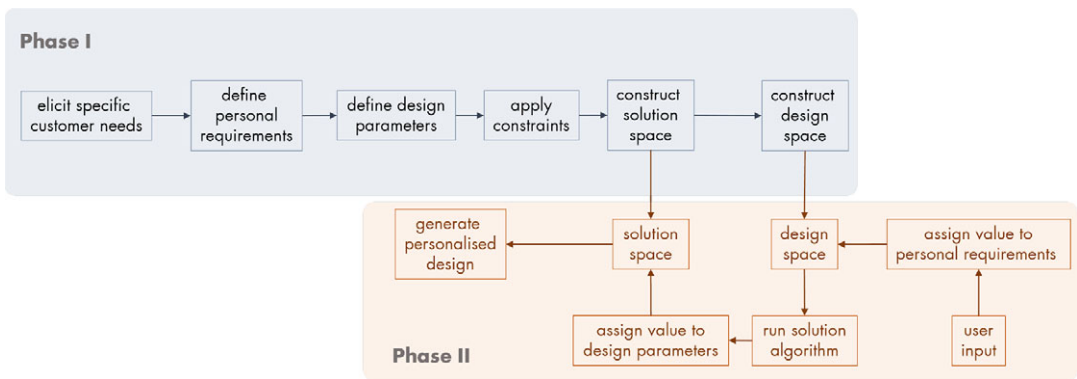 Phase I
elicit specific
customer needs
define
personal
requirements
define design
parameters
apply
constraints
construct
solution
space
construct
design
space
generate
personalised
design
solution
space
design
space
assign value to
personal requirements
assign value to
design parameters
run solution
algorithm
user
input
Phase II